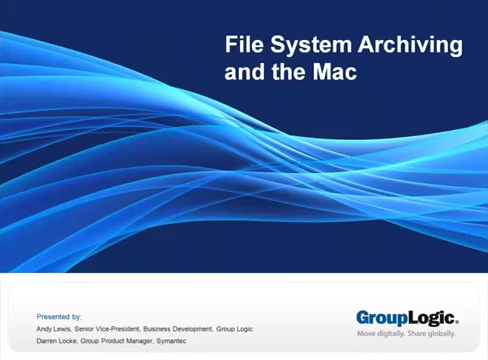 File System Archiving
and the Mac
Presented by:
Andy Lewis, Senior Vice-President, Business Development, Group Logic
Darren Locke, Group Product Manager, Symantec
GroupLogic.
Move digitally. Share globally.